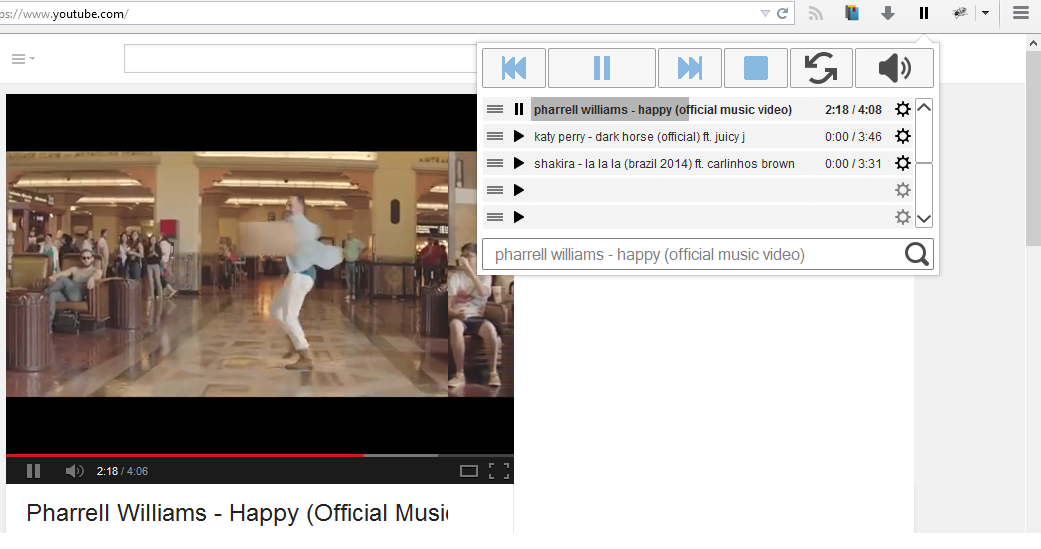 ps://www.youtube.com/
pharrell williams - happy (official music video) 2:18 / 4:08
katy perry - dark horse (official) ft. juicy j 0:00 / 3:46
shakira - la la la (brazil 2014) ft. carlinhos brown 0:00 / 3:31
pharrell williams - happy (official music video)
2:18 / 4:06
Pharrell Williams - Happy (Official Musi